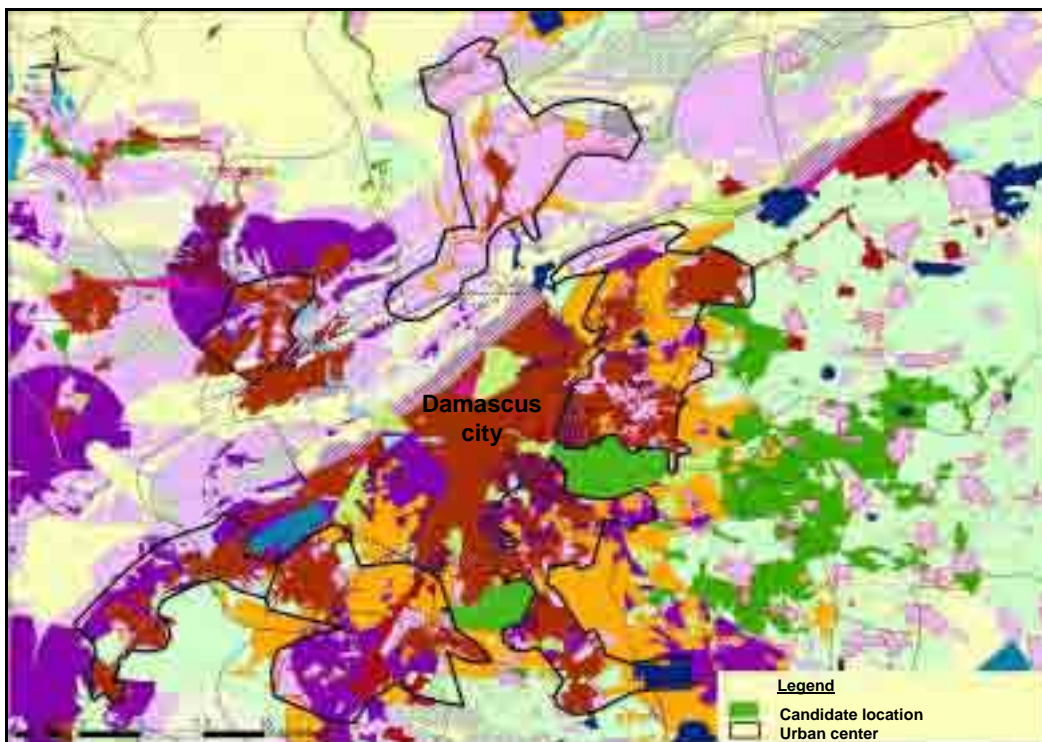 Damascus
city
Legend
Candidate location
Urban center